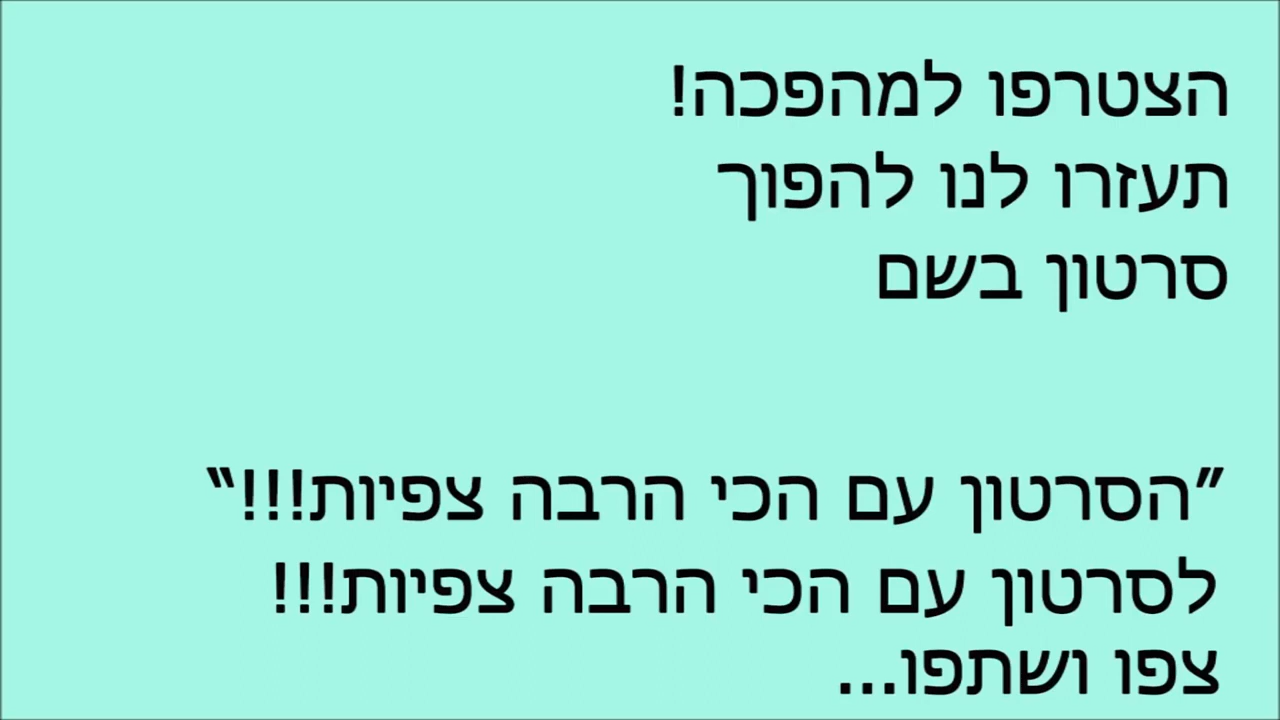 הצטרפו למהפכה!
תעזרו לנו להפוך
סרטון בשם
"הסרטון עם הכי הרבה צפיות!!!"
לסרטון עם הכי הרבה צפיות!!!
צפו ושתפו...